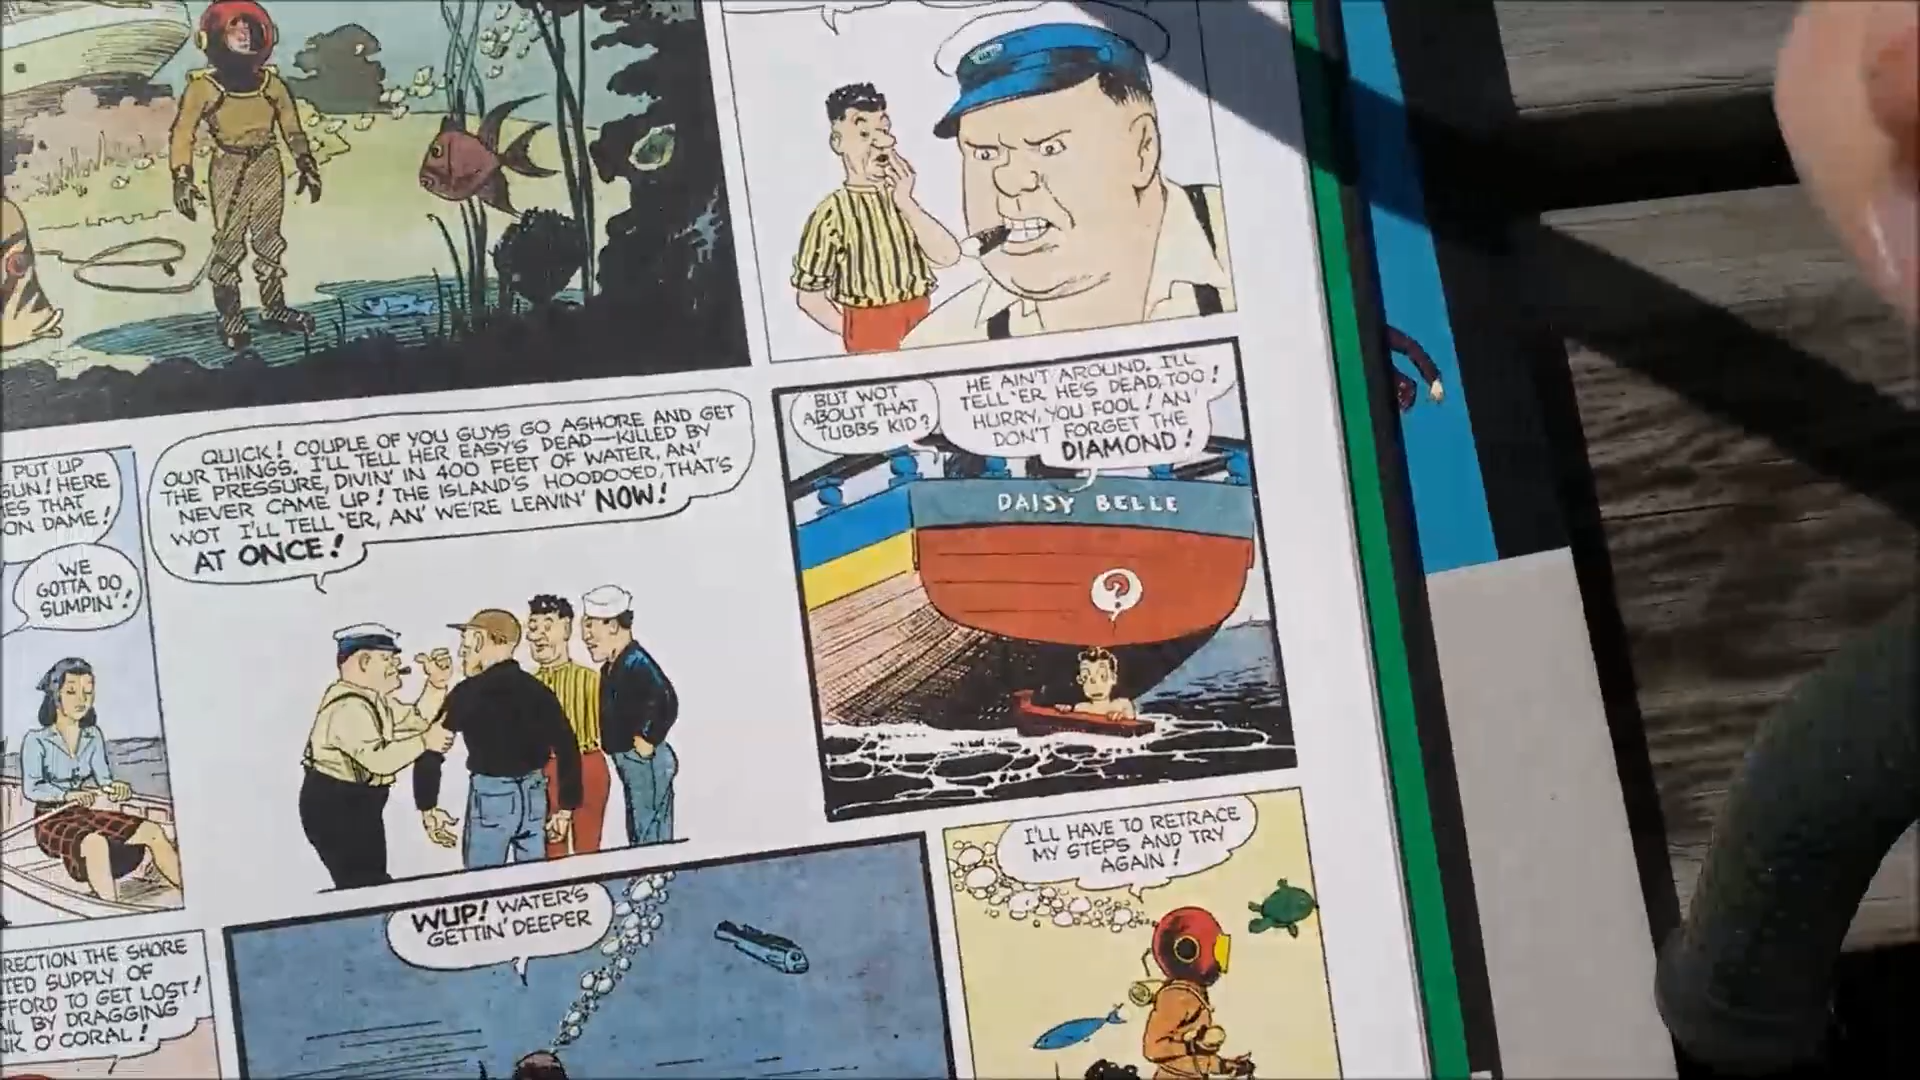 PUT UP
GUN! HERE
THAT
DAME!
WE
GOTTA DO
SUMPIN'!
QUICK! COUPLE OF YOU GUYS GO ASHORE AND GET
OUR THINGS. I'LL TELL HER EASY'S DEAD—KILLED BY
THE PRESSURE, DIVIN' IN 400 FEET OF WATER, AN'
NEVER CAME UP! THE ISLAND'S HOODOOED, THAT'S
WOT I'LL TELL 'ER, AN' WE'RE LEAVIN' NOW!
AT ONCE!
BUT WOT
ABOUT THAT
TUBBS KID?
HE AIN'T AROUND. I'LL
TELL 'ER HE'S DEAD, TOO!
HURRY, YOU FOOL! AN'
DON'T FORGET THE
DIAMOND!
DAISY BELLE
?
THE SHORE
SUPPLY OF
TO GET LOST!
BY DRAGGING
O'CORAL!
WUP! WATER'S
GETTIN' DEEPER
I'LL HAVE TO RETRACE
MY STEPS AND TRY
AGAIN!